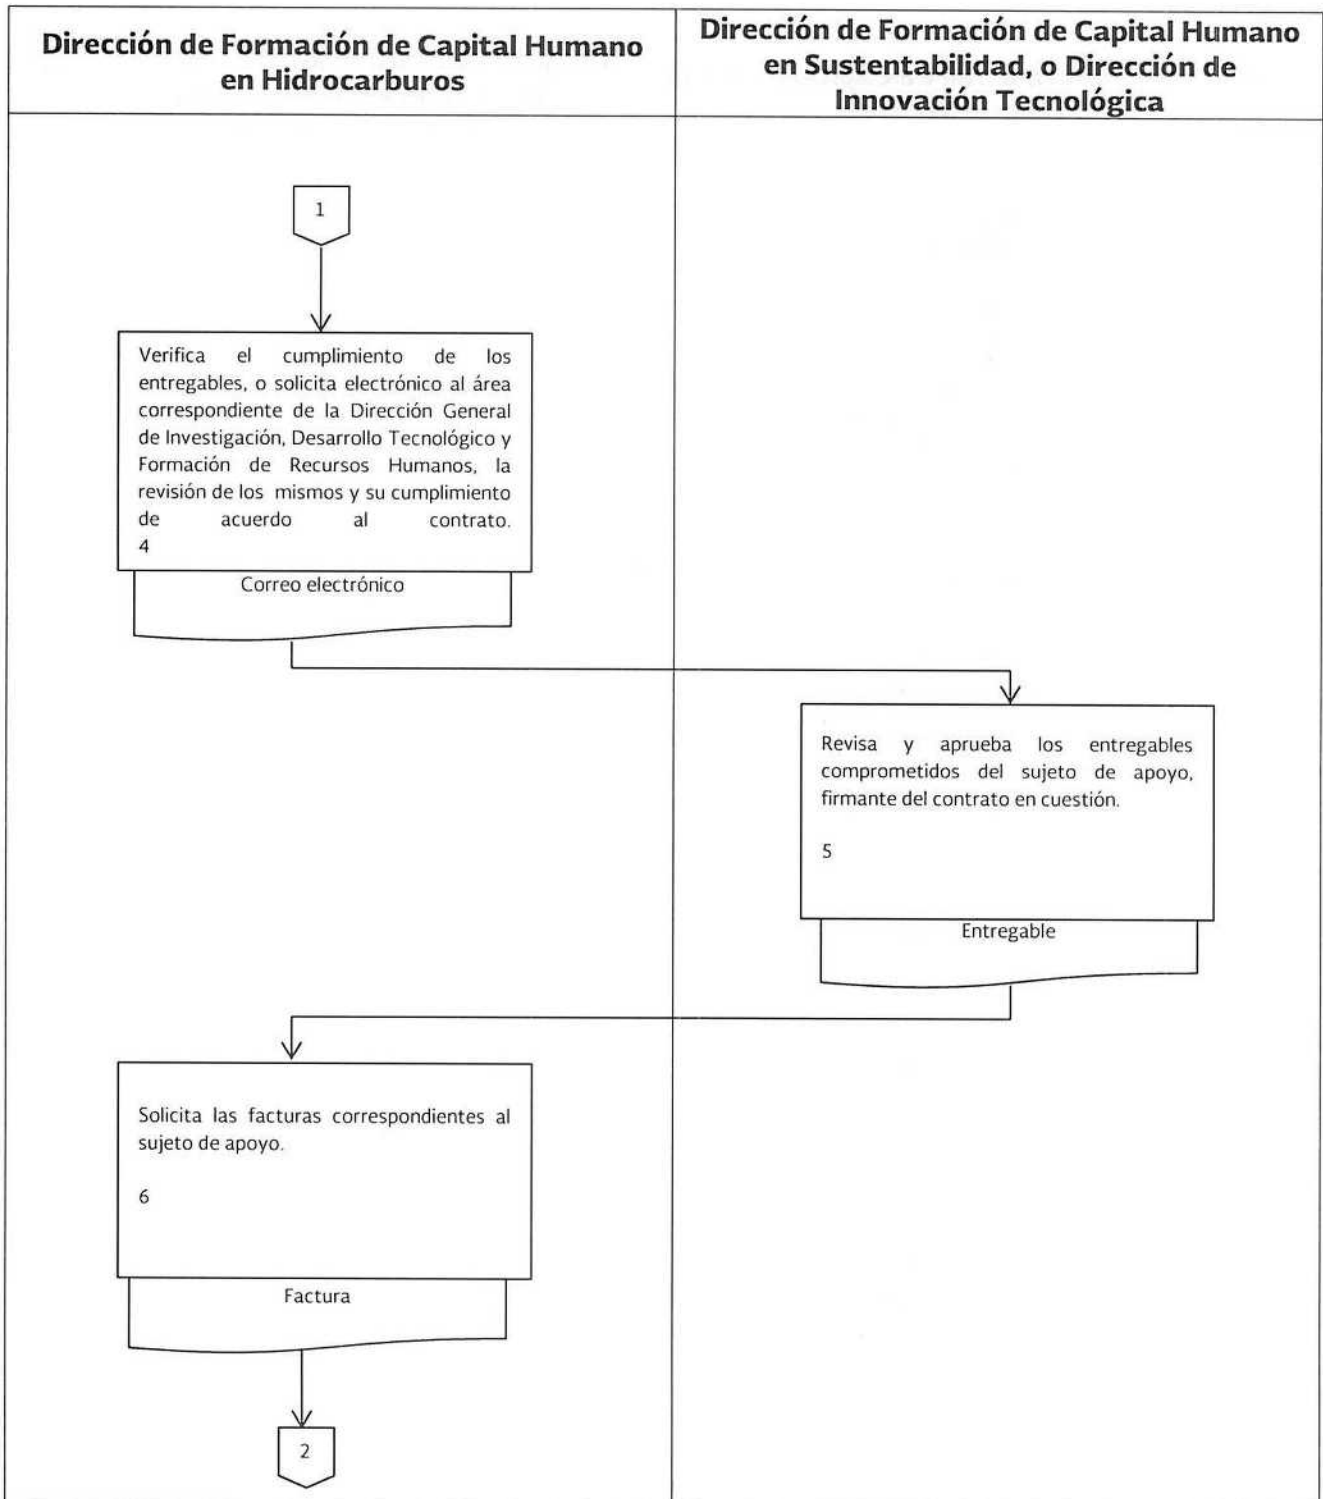 Dirección de Formación de Capital Humano
en Hidrocarburos
Dirección de Formación de Capital Humano
en Sustentabilidad, o Dirección de
Innovación Tecnológica
1
Verifica el cumplimiento de los
entregables, o solicita electrónico al área
correspondiente de la Dirección General
de Investigación, Desarrollo Tecnológico y
Formación de Recursos Humanos, la
revisión de los mismos y su cumplimiento
de acuerdo al contrato.
4
Correo electrónico
Revisa y aprueba los entregables
comprometidos del sujeto de apoyo,
firmante del contrato en cuestión.
5
Entregable
Solicita las facturas correspondientes al
sujeto de apoyo.
6
Factura
2